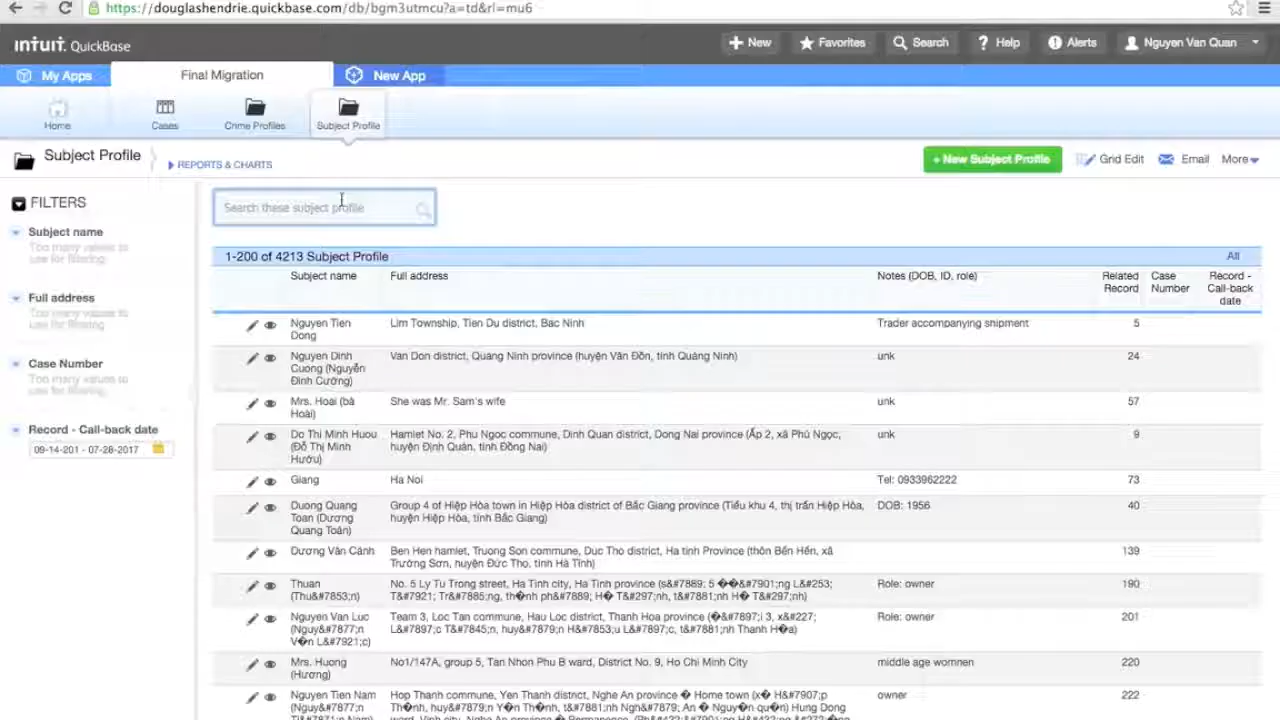 https://douglashendrie.quickbase.com/db/bgm3utmcu?a=td&rl=mu6
intuit. QuickBase
New
Favorites
Search
Help
Alerts
Nguyen Van Quan
My Apps
Final Migration
New App
Home
Cases
Crime Profiles
Subject Profile
Subject Profile
REPORTS & CHARTS
+ New Subject Profile
Grid Edit
Email
More
FILTERS
Subject name
Too many values to
use for filtering.
Full address
Too many values to
use for filtering.
Case Number
Too many values to
use for filtering.
Record - Call-back date
09-14-201 - 07-28-2017
Search these subject profile
1-200 of 4213 Subject Profile
All
Subject name
Full address
Notes (DOB, ID, role)
Related
Record
Case
Number
Record -
Call-back
date
Nguyen Tien
Dong
Lim Township, Tien Du district, Bac Ninh
Trader accompanying shipment
5
Nguyen Dinh
Cuong (Nguyễn
Đình Cường)
Van Don district, Quang Ninh province (huyện Vân Đồn, tỉnh Quảng Ninh)
unk
24
Mrs. Hoai (bà
Hoài)
She was Mr. Sam's wife
unk
57
Do Thi Minh Huou
(Đỗ Thị Minh
Hướu)
Hamlet No. 2, Phu Ngoc commune, Dinh Quan district, Dong Nai province (Ấp 2, xã Phú Ngọc,
huyện Định Quán, tỉnh Đồng Nai)
unk
9
Giang
Ha Noi
Tel: 0933962222
73
Duong Quang
Toan (Dương
Quang Toản)
Group 4 of Hiệp Hòa town in Hiệp Hòa district of Bắc Giang province (Tiểu khu 4, thị trấn Hiệp Hòa,
huyện Hiệp Hòa, tỉnh Bắc Giang)
DOB: 1956
40
Dương Văn Cảnh
Ben Hen hamlet, Truong Son commune, Duc Tho district, Ha tinh Province (thôn Bến Hến, xã
Trường Sơn, huyện Đức Thọ, tỉnh Hà Tĩnh)
139
Thuan
(Thu&#7853;n)
No. 5 Ly Tu Trong street, Ha Tinh city, Ha Tinh province (s&#7889; 5 ��&#7901;ng L&#253;
T&#7921; Tr&#7885;ng, th�nh ph&#7889; H� T&#297;nh, t&#7881;nh H� T&#297;nh)
Role: owner
190
Nguyen Van Luc
(Nguy&#7877;n
V�n L&#7921;c)
Team 3, Loc Tan commune, Hau Loc district, Thanh Hoa province (�&#7897;i 3, x&#227;
L&#7897;c T&#7845;n, huy&#7879;n H&#7853;u L&#7897;c, t&#7881;nh Thanh H�a)
Role: owner
201
Mrs. Huong
(Hương)
No1/147A, group 5, Tan Nhon Phu B ward, District No. 9, Ho Chi Minh City
middle age womnen
220
Nguyen Tien Nam
(Nguy&#7877;n
Hop Thanh commune, Yen Thanh district, Nghe An province � Home town (x� H&#7907;p
Th�nh, huy&#7879;n Y�n Th�nh, t&#7881;nh Ngh&#7879; An � Nguy�n qu�n) Hung Dong
owner
222